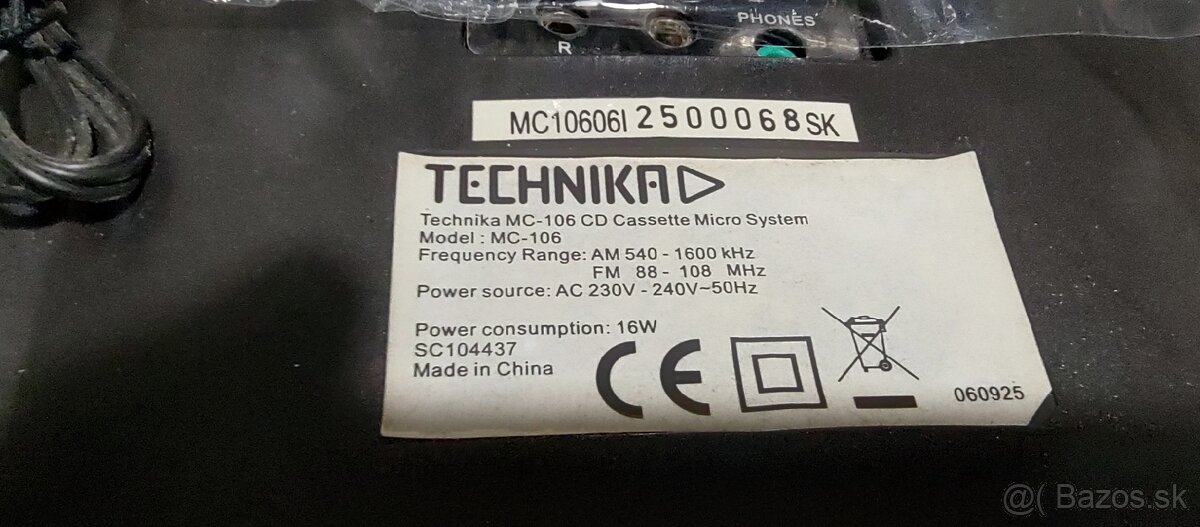 PHONES
R
MC10606I 2500068 SK
TECHNIKA
Technika MC-106 CD Cassette Micro System
Model : MC-106
Frequency Range: AM 540 - 1600 kHz
FM 88 - 108 MHz
Power source: AC 230V - 240V~50Hz
Power consumption: 16W
SC104437
Made in China
CE
060925
@( Bazos.sk